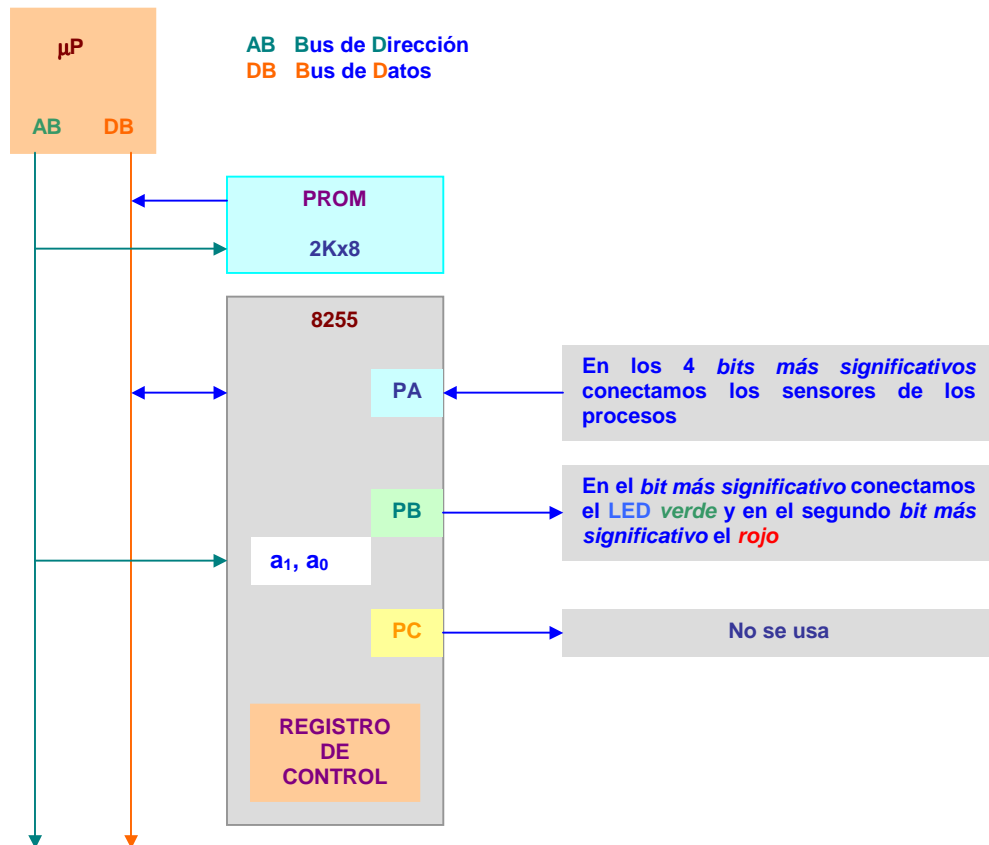 μP
AB Bus de Dirección
DB Bus de Datos
AB DB
PROM
2Kx8
8255
PA
En los 4 bits más significativos
conectamos los sensores de los
procesos
PB
En el bit más significativo conectamos
el LED verde y en el segundo bit más
significativo el rojo
a₁, a₀
PC
No se usa
REGISTRO
DE
CONTROL